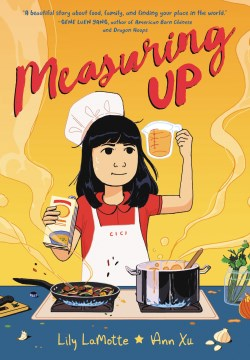 "A beautiful story about food, family, and finding your place in the world."
—GENE LUEN YANG, author of American Born Chinese
and Dragon Hoops
Measuring
UP
CICI
Lily LaMotte ★ Ann Xu